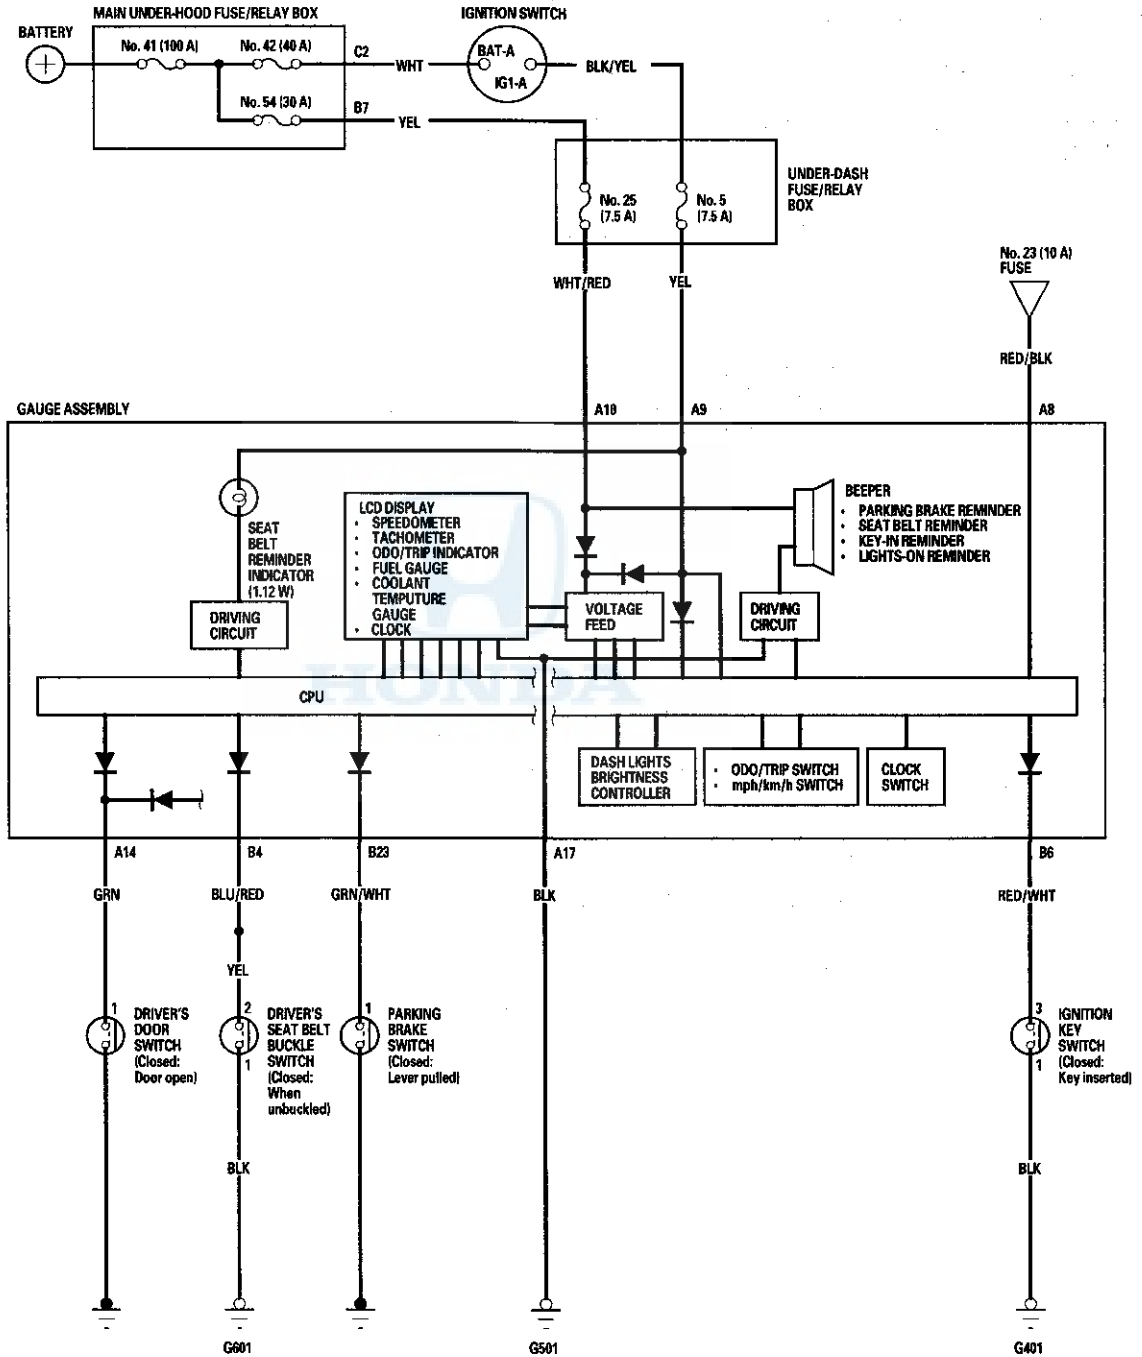 MAIN UNDER-HOOD FUSE/RELAY BOX
IGNITION SWITCH
BATTERY
No. 41 (100 A)
No. 42 (40 A)
C2
WHT
BAT-A
IG1-A
BLK/YEL
No. 54 (30 A)
B7
YEL
No. 25
(7.5 A)
No. 5
(7.5 A)
UNDER-DASH
FUSE/RELAY
BOX
WHT/RED
YEL
No. 23 (10 A)
FUSE
RED/BLK
GAUGE ASSEMBLY
A10
A9
A8
SEAT
BELT
REMINDER
INDICATOR
(1.12 W)
LCD DISPLAY
· SPEEDOMETER
· TACHOMETER
· ODO/TRIP INDICATOR
· FUEL GAUGE
· COOLANT
TEMPUTURE
GAUGE
· CLOCK
BEEPER
· PARKING BRAKE REMINDER
· SEAT BELT REMINDER
· KEY-IN REMINDER
· LIGHTS-ON REMINDER
DRIVING
CIRCUIT
VOLTAGE
FEED
DRIVING
CIRCUIT
HONDA
CPU
DASH LIGHTS
BRIGHTNESS
CONTROLLER
· ODO/TRIP SWITCH
· mph/km/h SWITCH
CLOCK
SWITCH
A14
B4
B23
A17
B6
GRN
BLU/RED
GRN/WHT
BLK
RED/WHT
YEL
1
DRIVER'S
DOOR
SWITCH
(Closed:
Door open)
2
1
DRIVER'S
SEAT BELT
BUCKLE
SWITCH
(Closed:
When
unbuckled)
1
PARKING
BRAKE
SWITCH
(Closed:
Lever pulled)
3
1
IGNITION
KEY
SWITCH
(Closed:
Key inserted)
BLK
BLK
G601
G501
G401